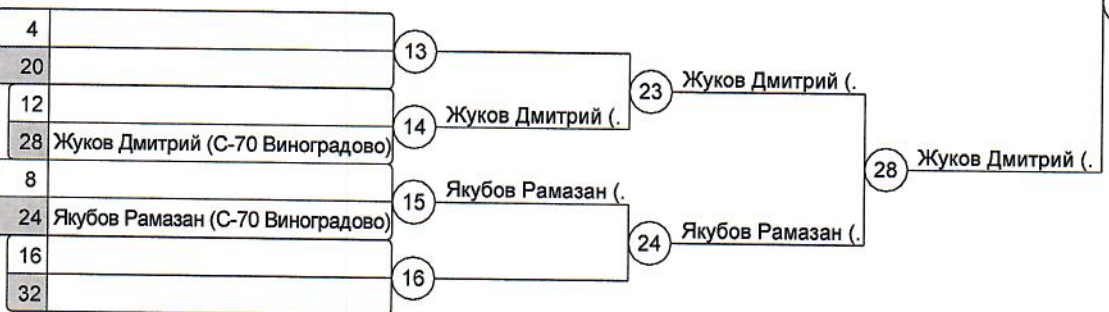 4
20
13
12
28 Жуков Дмитрий (С-70 Виноградово)
14 Жуков Дмитрий (.
23 Жуков Дмитрий (.
8
24 Якубов Рамазан (С-70 Виноградово)
15 Якубов Рамазан (.
16
32
16
24 Якубов Рамазан (.
28 Жуков Дмитрий (.